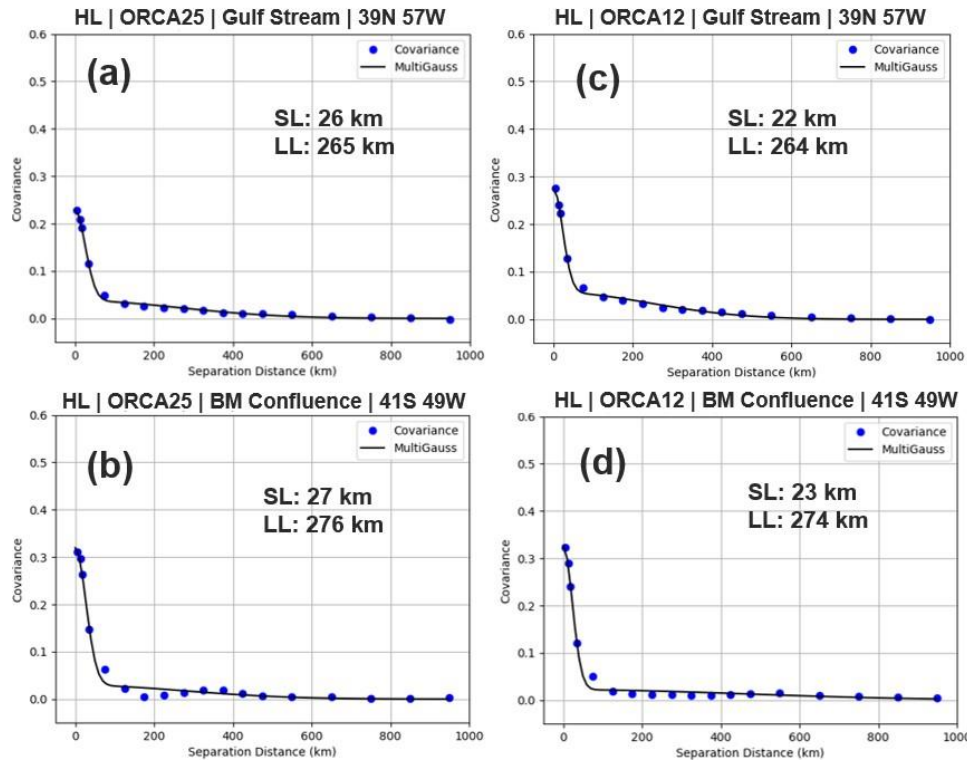 HL | ORCA25 | Gulf Stream | 39N 57W
0.6
0.5
0.4
0.3
0.2
0.1
0.0
Covariance
(a)
Covariance
MultiGauss
SL: 26 km
LL: 265 km
0
200
400
600
800
1000
Separation Distance (km)
HL | ORCA12 | Gulf Stream | 39N 57W
0.6
0.5
0.4
0.3
0.2
0.1
0.0
Covariance
(c)
Covariance
MultiGauss
SL: 22 km
LL: 264 km
0
200
400
600
800
1000
Separation Distance (km)
HL | ORCA25 | BM Confluence | 41S 49W
0.6
0.5
0.4
0.3
0.2
0.1
0.0
Covariance
(b)
Covariance
MultiGauss
SL: 27 km
LL: 276 km
0
200
400
600
800
1000
Separation Distance (km)
HL | ORCA12 | BM Confluence | 41S 49W
0.6
0.5
0.4
0.3
0.2
0.1
0.0
Covariance
(d)
Covariance
MultiGauss
SL: 23 km
LL: 274 km
0
200
400
600
800
1000
Separation Distance (km)